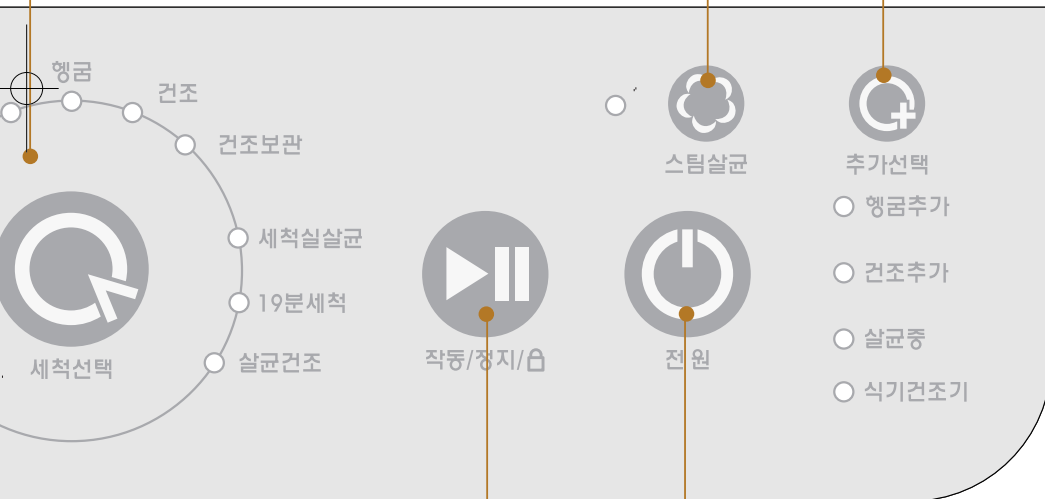 헹굼
건조
건조보관
세척실살균
19분세척
살균건조
세척선택
작동/정지/
전원
스팀살균
추가선택
헹굼추가
건조추가
살균중
식기건조기